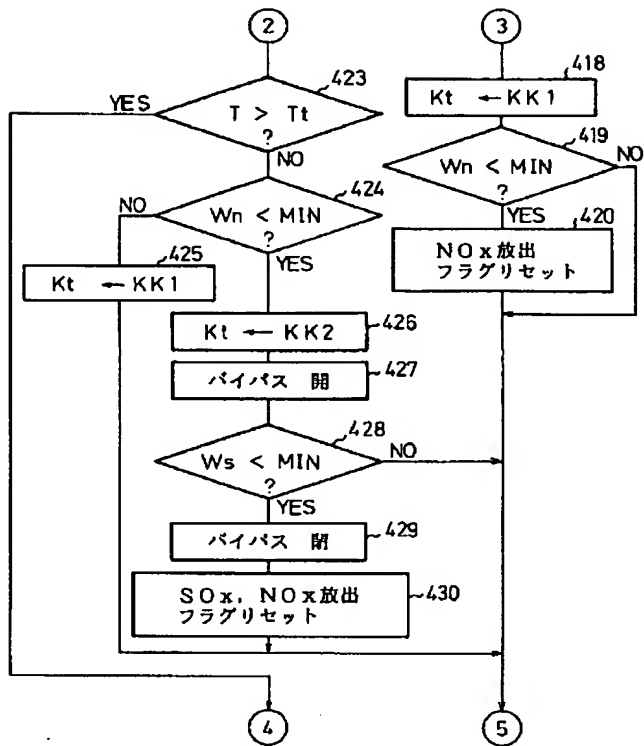 2
3
423
YES
T > Tt
?
NO
418
Kt ← KK1
419
Wn < MIN
?
NO
YES
420
NOx放出
フラグリセット
424
NO
Wn < MIN
?
YES
425
Kt ← KK1
426
Kt ← KK2
427
バイパス 開
428
Ws < MIN
?
NO
YES
429
バイパス 閉
430
SOx, NOx放出
フラグリセット
4
5